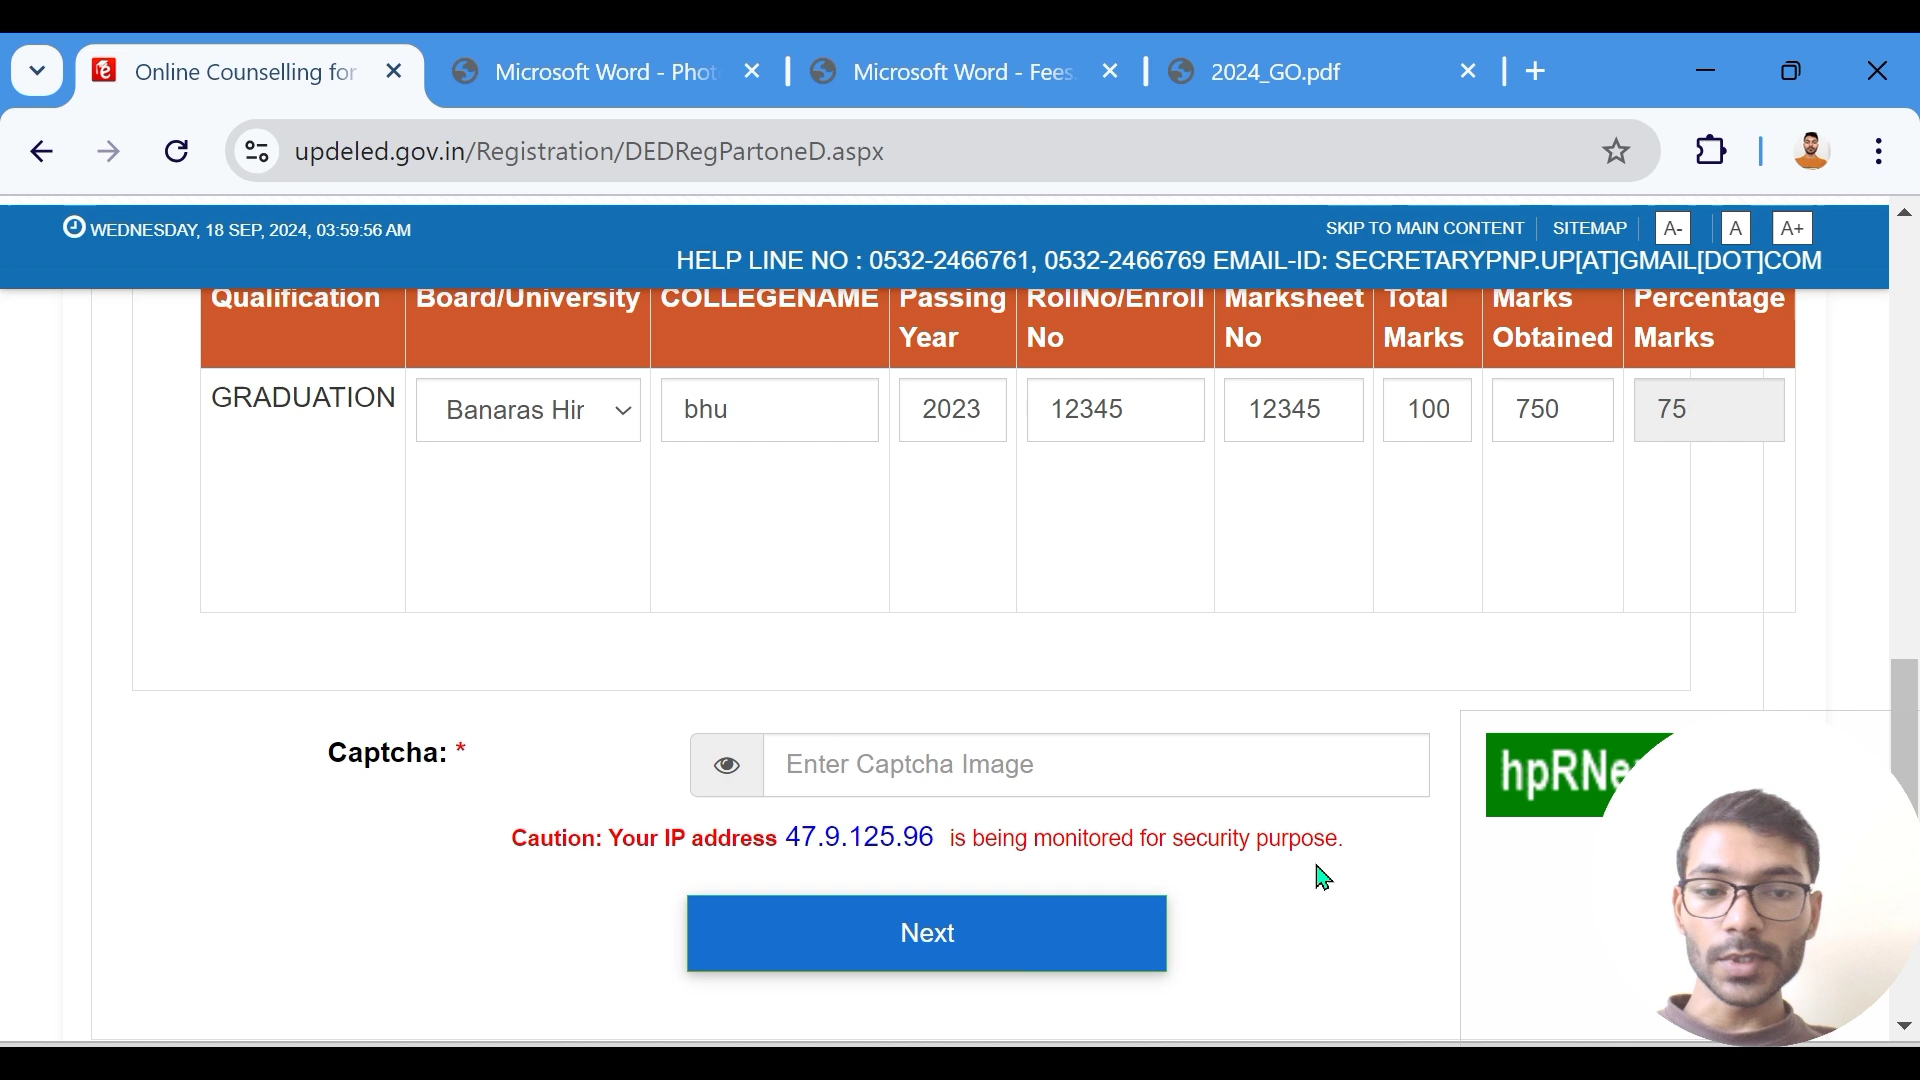 Online Counselling for
Microsoft Word - Phot
Microsoft Word - Fees.
2024_GO.pdf
updeled.gov.in/Registration/DEDRegPartoneD.aspx
WEDNESDAY, 18 SEP, 2024, 03:59:56 AM
SKIP TO MAIN CONTENT
SITEMAP
A-
A
A+
HELP LINE NO : 0532-2466761, 0532-2466769 EMAIL-ID: SECRETARYPNP.UP[AT]GMAIL[DOT]COM
Qualification
Board/University
COLLEGENAME
Passing
Year
RollNo/Enroll
No
Marksheet
No
Total
Marks
Marks
Obtained
Percentage
Marks
GRADUATION
Banaras Hin
bhu
2023
12345
12345
100
750
75
Captcha: *
Enter Captcha Image
hpRNe
Caution: Your IP address 47.9.125.96 is being monitored for security purpose.
Next